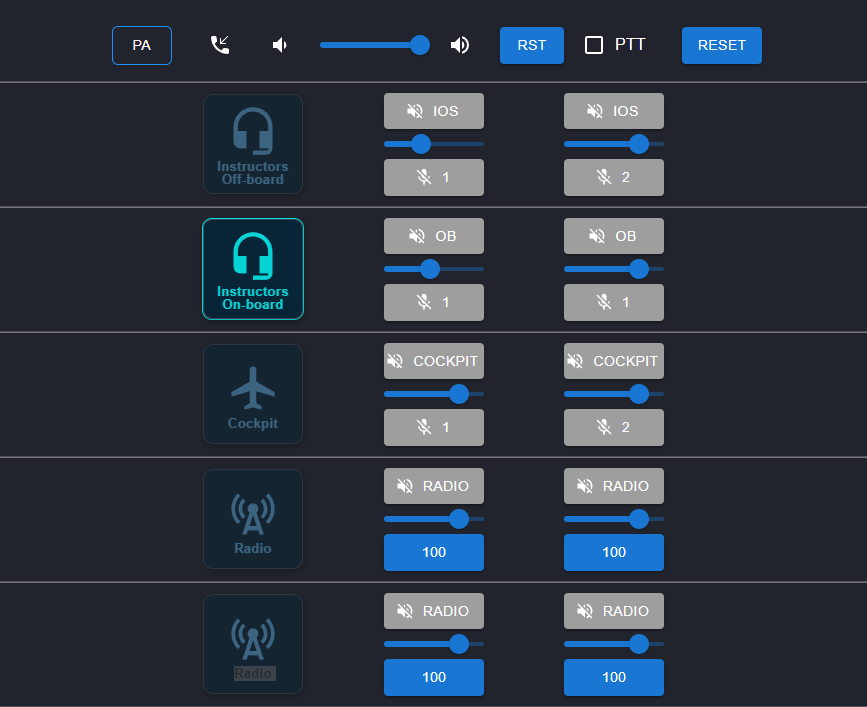 PA
RST
PTT
RESET
Instructors
Off-board
IOS
1
IOS
2
Instructors
On-board
OB
1
OB
1
Cockpit
COCKPIT
1
COCKPIT
2
Radio
RADIO
100
RADIO
100
Radio
RADIO
100
RADIO
100